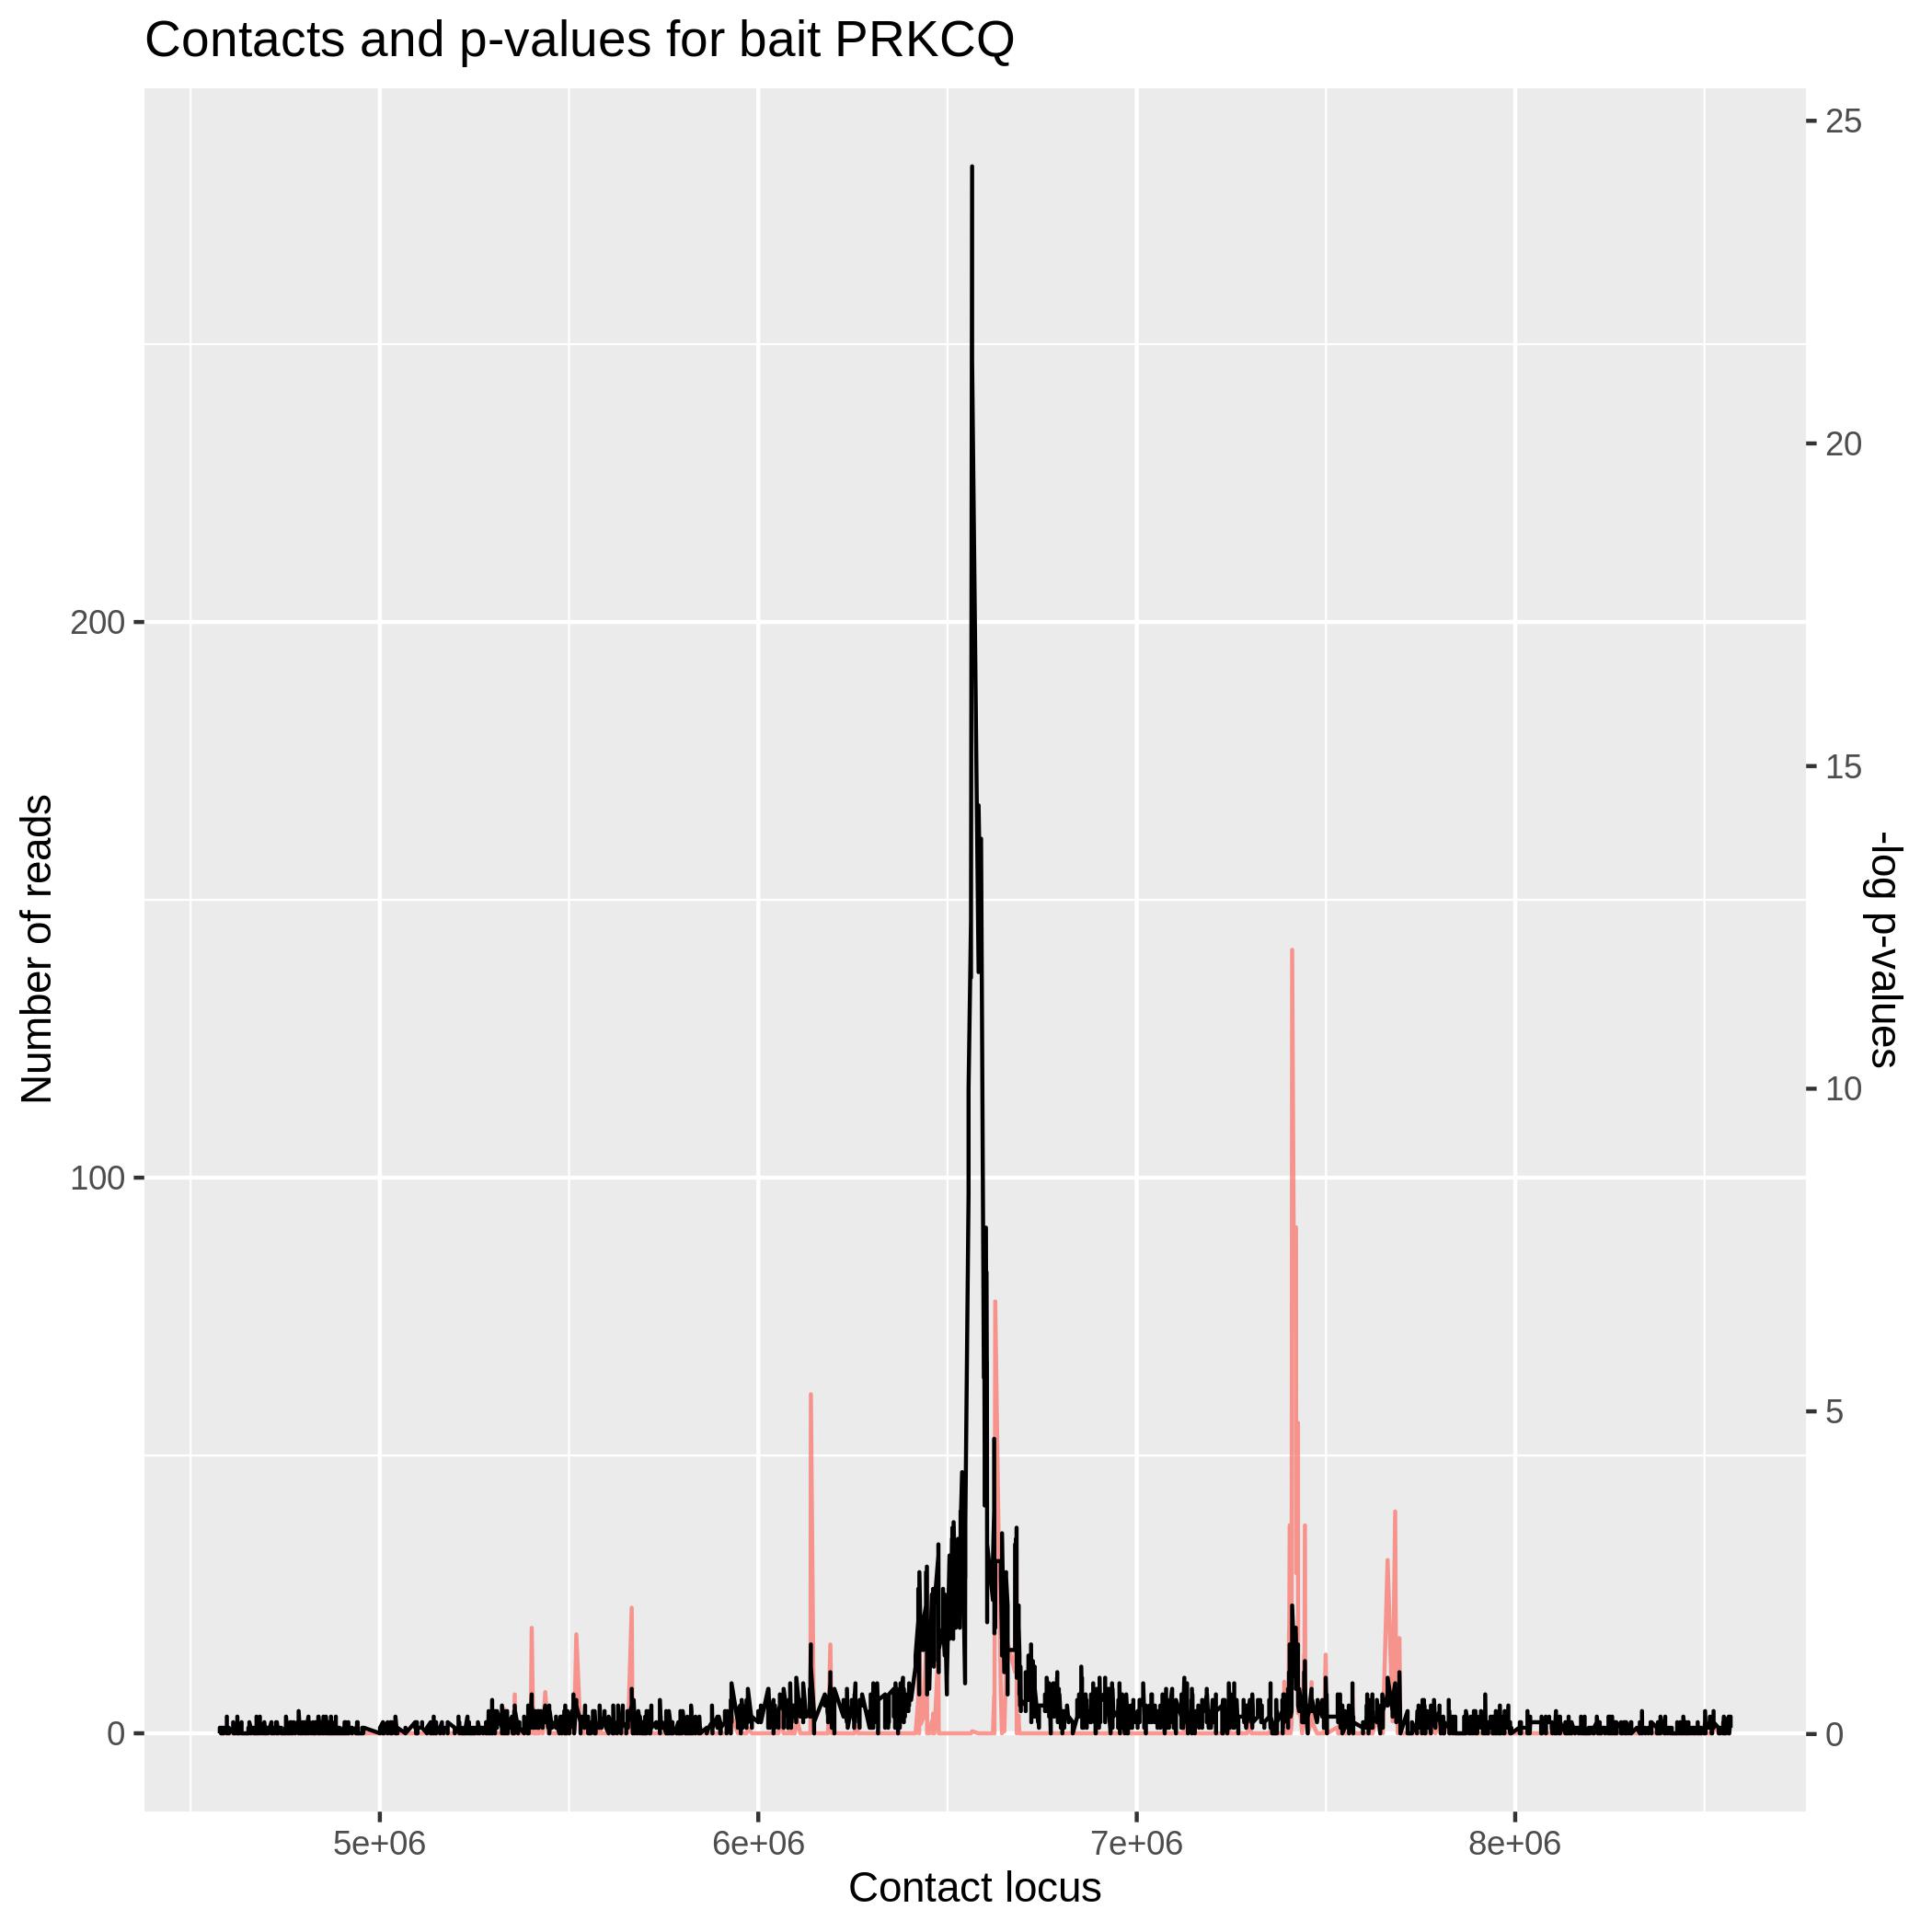 Contacts and p-values for bait PRKCQ
25
20
200
15
Number of reads
-log p-values
10
100
5
0
0
5e+06
6e+06
7e+06
8e+06
Contact locus